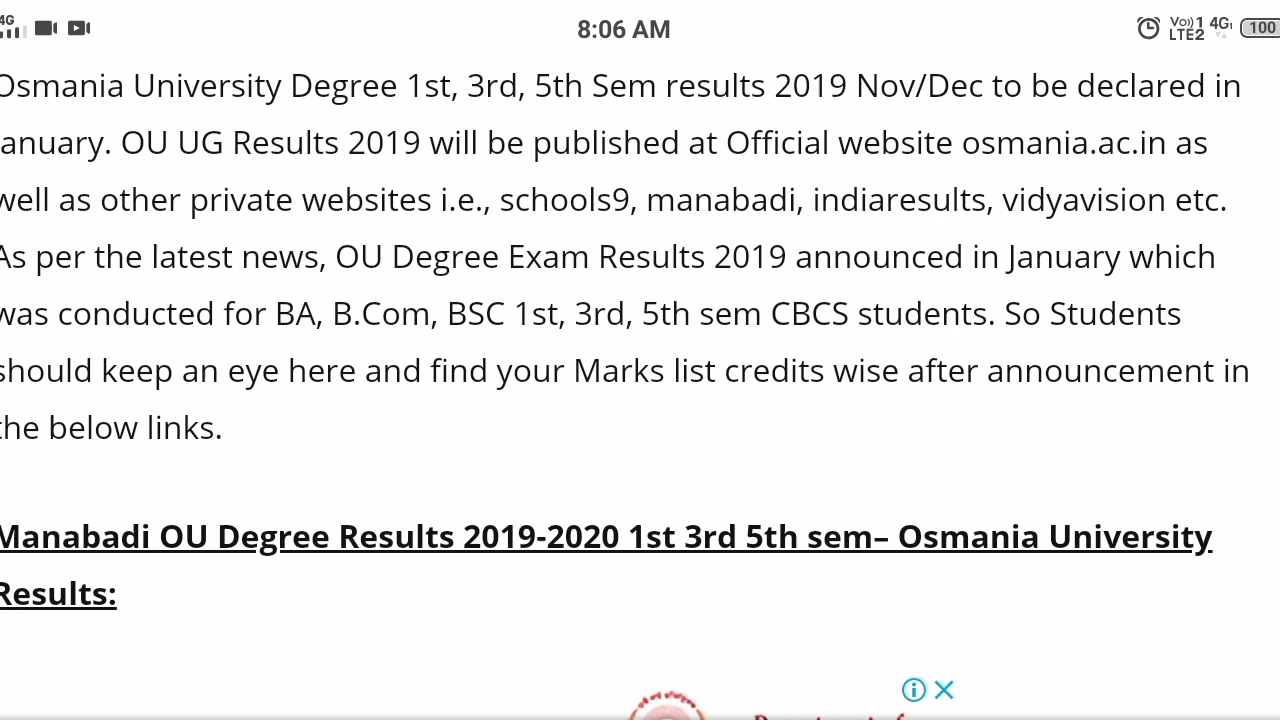 4G
8:06 AM
Vo)) 1 4G
LTE2
100
Osmania University Degree 1st, 3rd, 5th Sem results 2019 Nov/Dec to be declared in
anuary. OU UG Results 2019 will be published at Official website osmania.ac.in as
well as other private websites i.e., schools9, manabadi, indiaresults, vidyavision etc.
As per the latest news, OU Degree Exam Results 2019 announced in January which
was conducted for BA, B.Com, BSC 1st, 3rd, 5th sem CBCS students. So Students
should keep an eye here and find your Marks list credits wise after announcement in
the below links.
Manabadi OU Degree Results 2019-2020 1st 3rd 5th sem– Osmania University
Results: